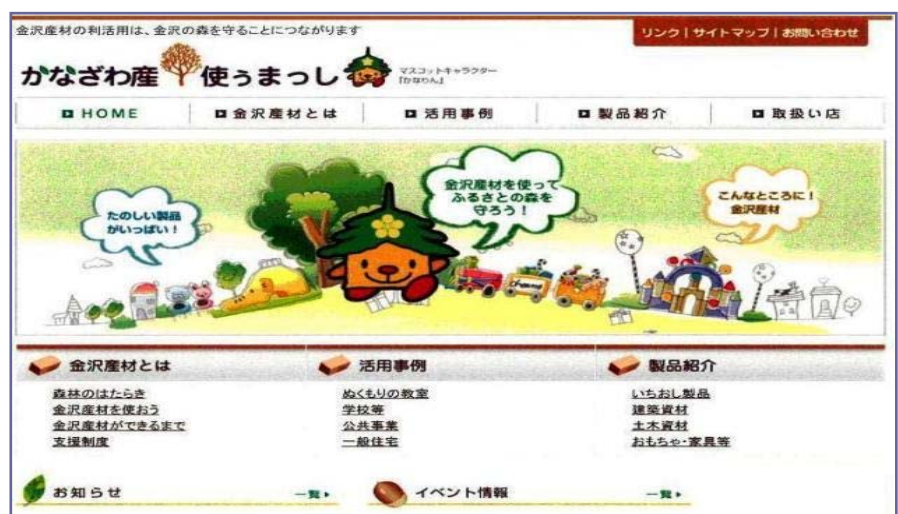 金沢産材の利活用は、金沢の森を守ることにつながります
リンク | サイトマップ | お問い合わせ
かなざわ産 使うまっし
マスコットキャラクター
「かなりん」
HOME
金沢産材とは
活用事例
製品紹介
取扱い店
たのしい製品
がいっぱい！
金沢産材を使って
ふるさとの森を
守ろう！
こんなところに！
金沢産材
金沢産材とは
森林のはたらき
金沢産材を使おう
金沢産材ができるまで
支援制度
活用事例
ぬくもりの教室
学校等
公共事業
一般住宅
製品紹介
いちおし製品
建築資材
土木資材
おもちゃ・家具等
お知らせ
一覧
イベント情報
一覧